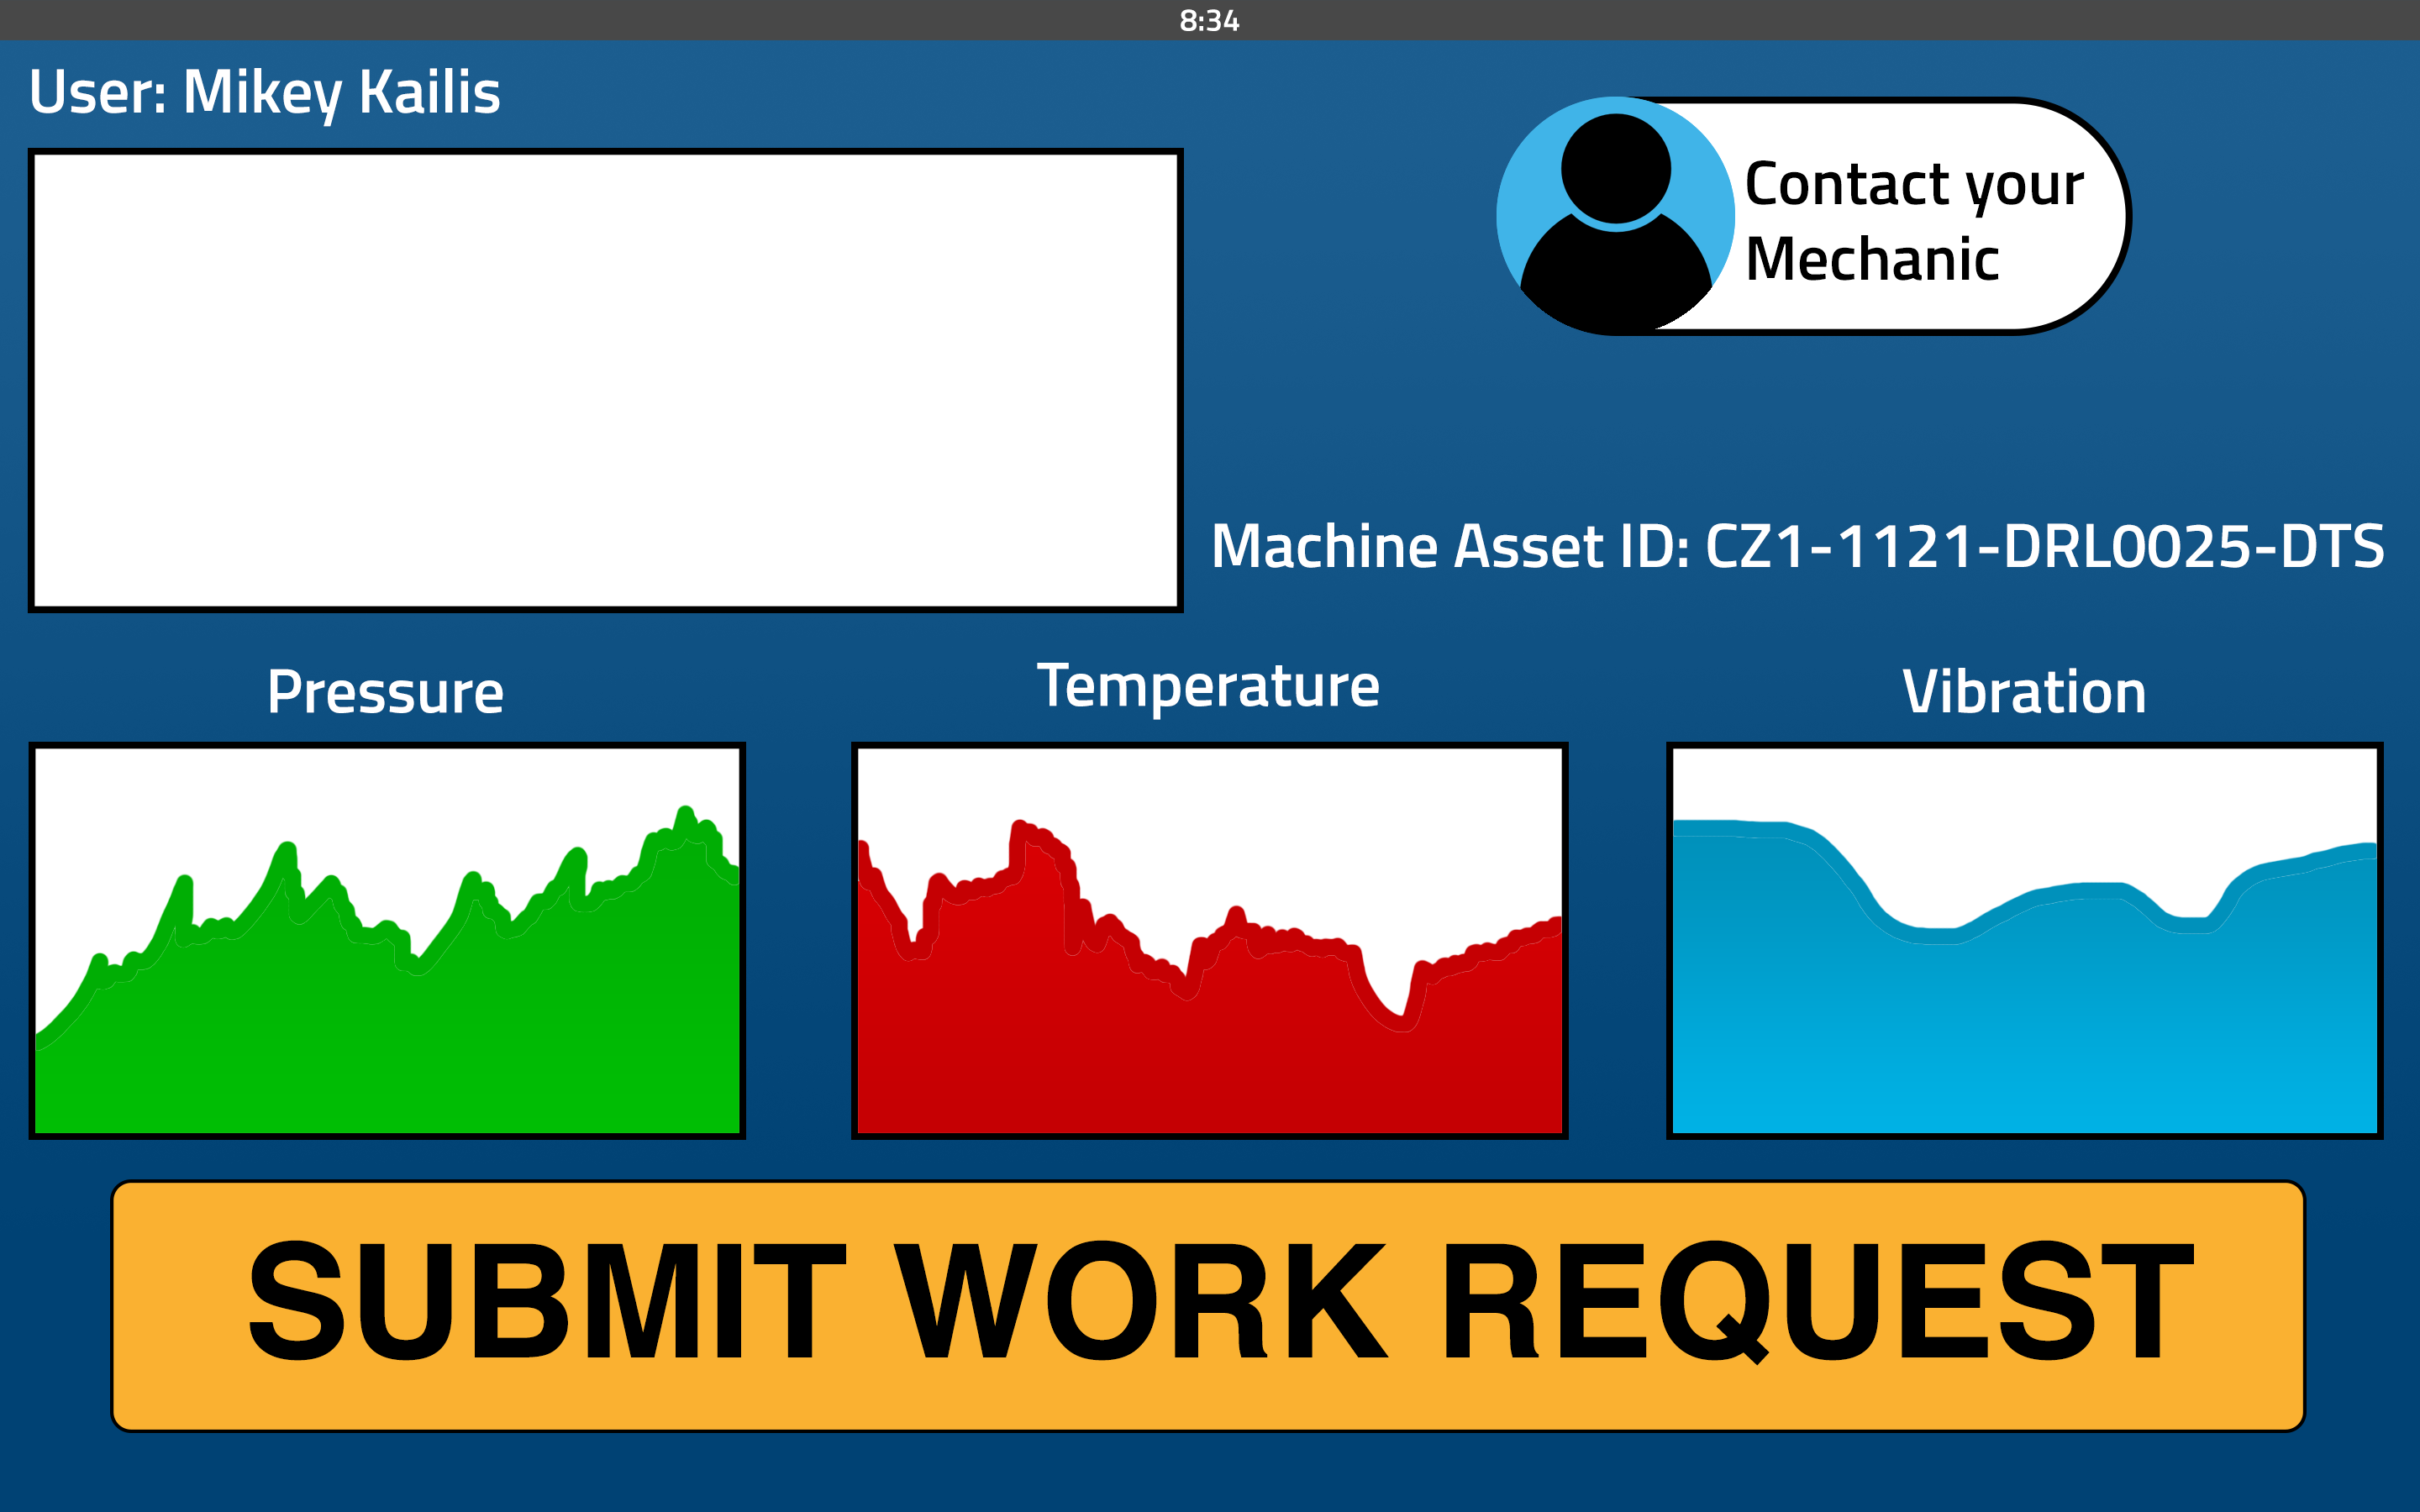 8:34
User: Mikey Kailis
Contact your
Mechanic
Machine Asset ID: CZ1-1121-DRL0025-DTS
Pressure
Temperature
Vibration
SUBMIT WORK REQUEST